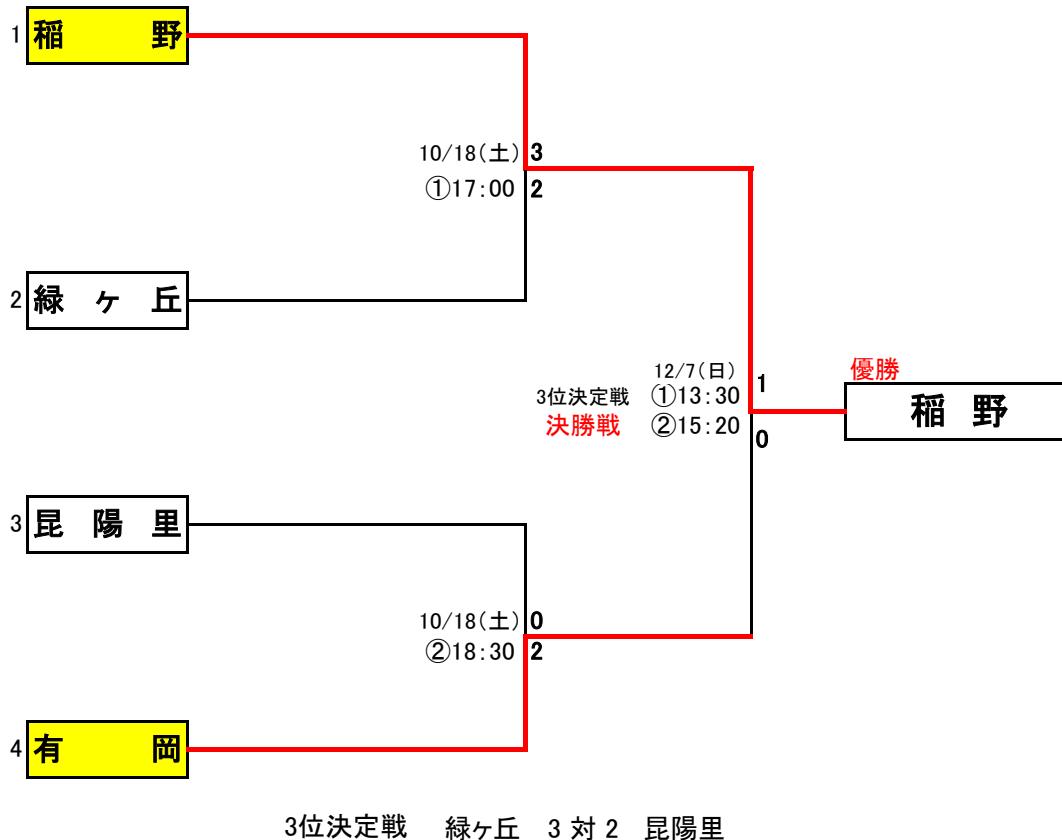 1 稲 野
10/18(土) 3
①17:00 2
2 緑 ヶ 丘
12/7(日) 1
3位決定戦 ①13:30
決勝戦 ②15:20 0
優勝
稲 野
3 昆 陽 里
10/18(土) 0
②18:30 2
4 有 岡
3位決定戦 緑ヶ丘 3 対 2 昆陽里